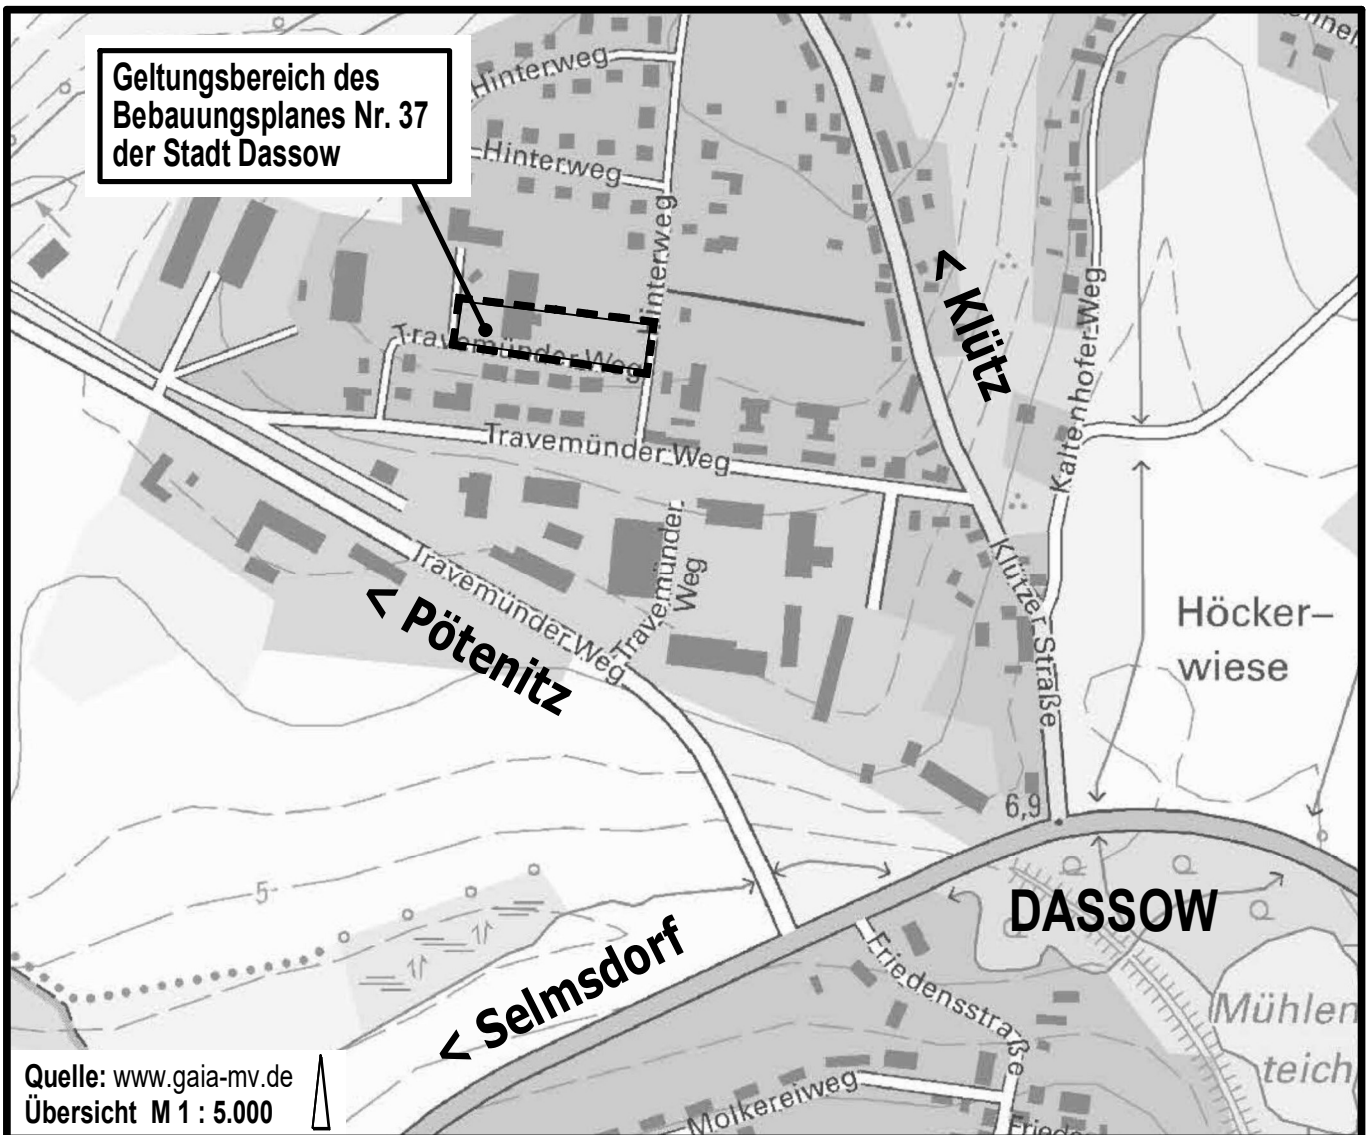 Geltungsbereich des
Bebauungsplanes Nr. 37
der Stadt Dassow
Hinterweg
Hinterweg
Hinterweg
< Klütz
Kaltenhofer Weg
Travemünder Weg
Travemünder Weg
Travemünder
Weg
Travemünder Weg
Travemünder
< Pötenitz
Klützer Straße
Höcker–
wiese
6,9
5
DASSOW
< Selmsdorf
Friedensstraße
Mühlen
teich
Molkereiweg
Quelle: www.gaia-mv.de
Übersicht M 1 : 5.000